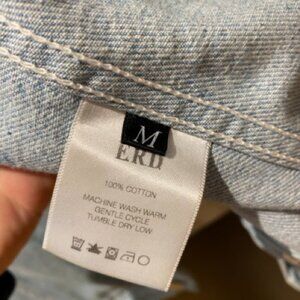 M
ERD
100% COTTON
MACHINE WASH WARM
GENTLE CYCLE
TUMBLE DRY LOW